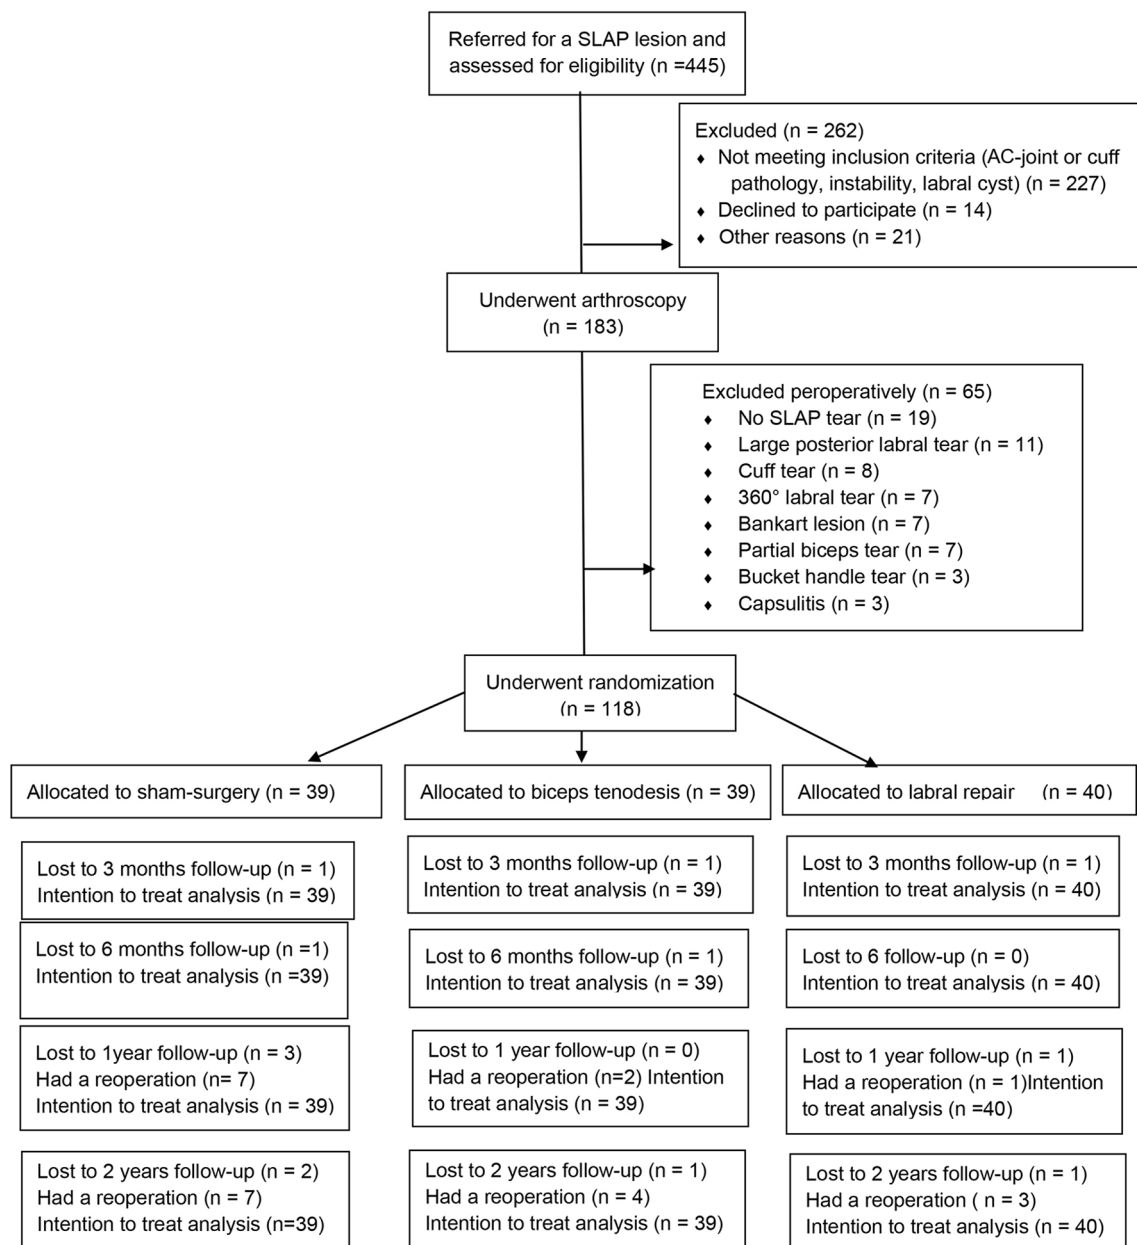 Referred for a SLAP lesion and
assessed for eligibility (n =445)
Excluded (n = 262)
♦ Not meeting inclusion criteria (AC-joint or cuff
pathology, instability, labral cyst) (n = 227)
♦ Declined to participate (n = 14)
♦ Other reasons (n = 21)
Underwent arthroscopy
(n = 183)
Excluded peroperatively (n = 65)
♦ No SLAP tear (n = 19)
♦ Large posterior labral tear (n = 11)
♦ Cuff tear (n = 8)
♦ 360° labral tear (n = 7)
♦ Bankart lesion (n = 7)
♦ Partial biceps tear (n = 7)
♦ Bucket handle tear (n = 3)
♦ Capsulitis (n = 3)
Underwent randomization
(n = 118)
Allocated to sham-surgery (n = 39)
Allocated to biceps tenodesis (n = 39)
Allocated to labral repair (n = 40)
Lost to 3 months follow-up (n = 1)
Intention to treat analysis (n = 39)
Lost to 3 months follow-up (n = 1)
Intention to treat analysis (n = 39)
Lost to 3 months follow-up (n = 1)
Intention to treat analysis (n = 40)
Lost to 6 months follow-up (n =1)
Intention to treat analysis (n =39)
Lost to 6 months follow-up (n = 1)
Intention to treat analysis (n = 39)
Lost to 6 follow-up (n = 0)
Intention to treat analysis (n = 40)
Lost to 1year follow-up (n = 3)
Had a reoperation (n= 7)
Intention to treat analysis (n = 39)
Lost to 1 year follow-up (n = 0)
Had a reoperation (n=2) Intention
to treat analysis (n = 39)
Lost to 1 year follow-up (n = 1)
Had a reoperation (n = 1)Intention
to treat analysis (n =40)
Lost to 2 years follow-up (n = 2)
Had a reoperation (n = 7)
Intention to treat analysis (n=39)
Lost to 2 years follow-up (n = 1)
Had a reoperation (n = 4)
Intention to treat analysis (n = 39)
Lost to 2 years follow-up (n = 1)
Had a reoperation ( n = 3)
Intention to treat analysis (n = 40)